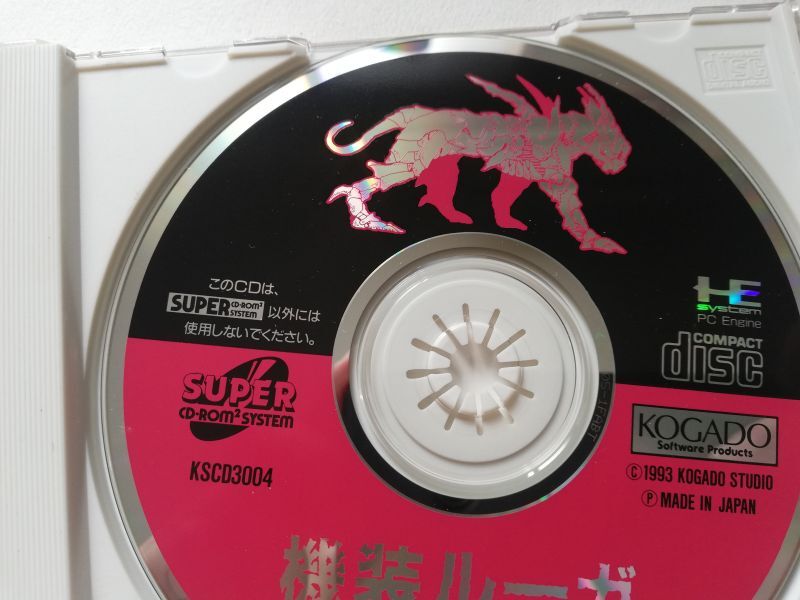 COMPACT
disc
このCDは、
SUPER CD-ROM² SYSTEM 以外には
使用しないでください。
HE
system
PC Engine
COMPACT
disc
SUPER
CD-ROM² SYSTEM
KSCD3004
KOGADO
Software Products
Ⓒ1993 KOGADO STUDIO
Ⓟ MADE IN JAPAN
機装ルーガ